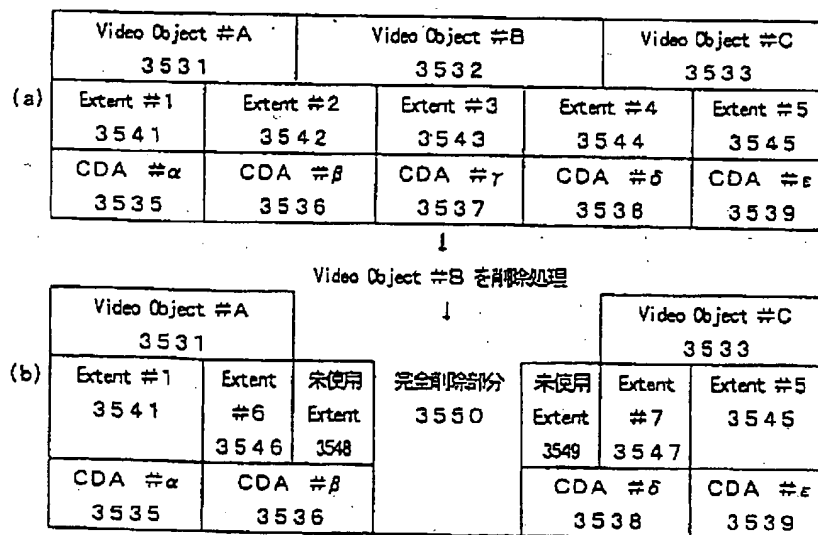 Video Object #A Video Object #B Video Object #C
3531 3532 3533
(a)
Extent #1 Extent #2 Extent #3 Extent #4 Extent #5
3541 3542 3543 3544 3545
CDA #α CDA #β CDA #γ CDA #δ CDA #ε
3535 3536 3537 3538 3539
↓
Video Object #B を削除処理
↓
Video Object #A Video Object #C
3531 3533
(b)
Extent #1 Extent 未使用 完全削除部分 未使用 Extent Extent #5
3541 #6 Extent 3550 Extent #7 3545
3546 3548 3549 3547
CDA #α CDA #β CDA #δ CDA #ε
3535 3536 3538 3539